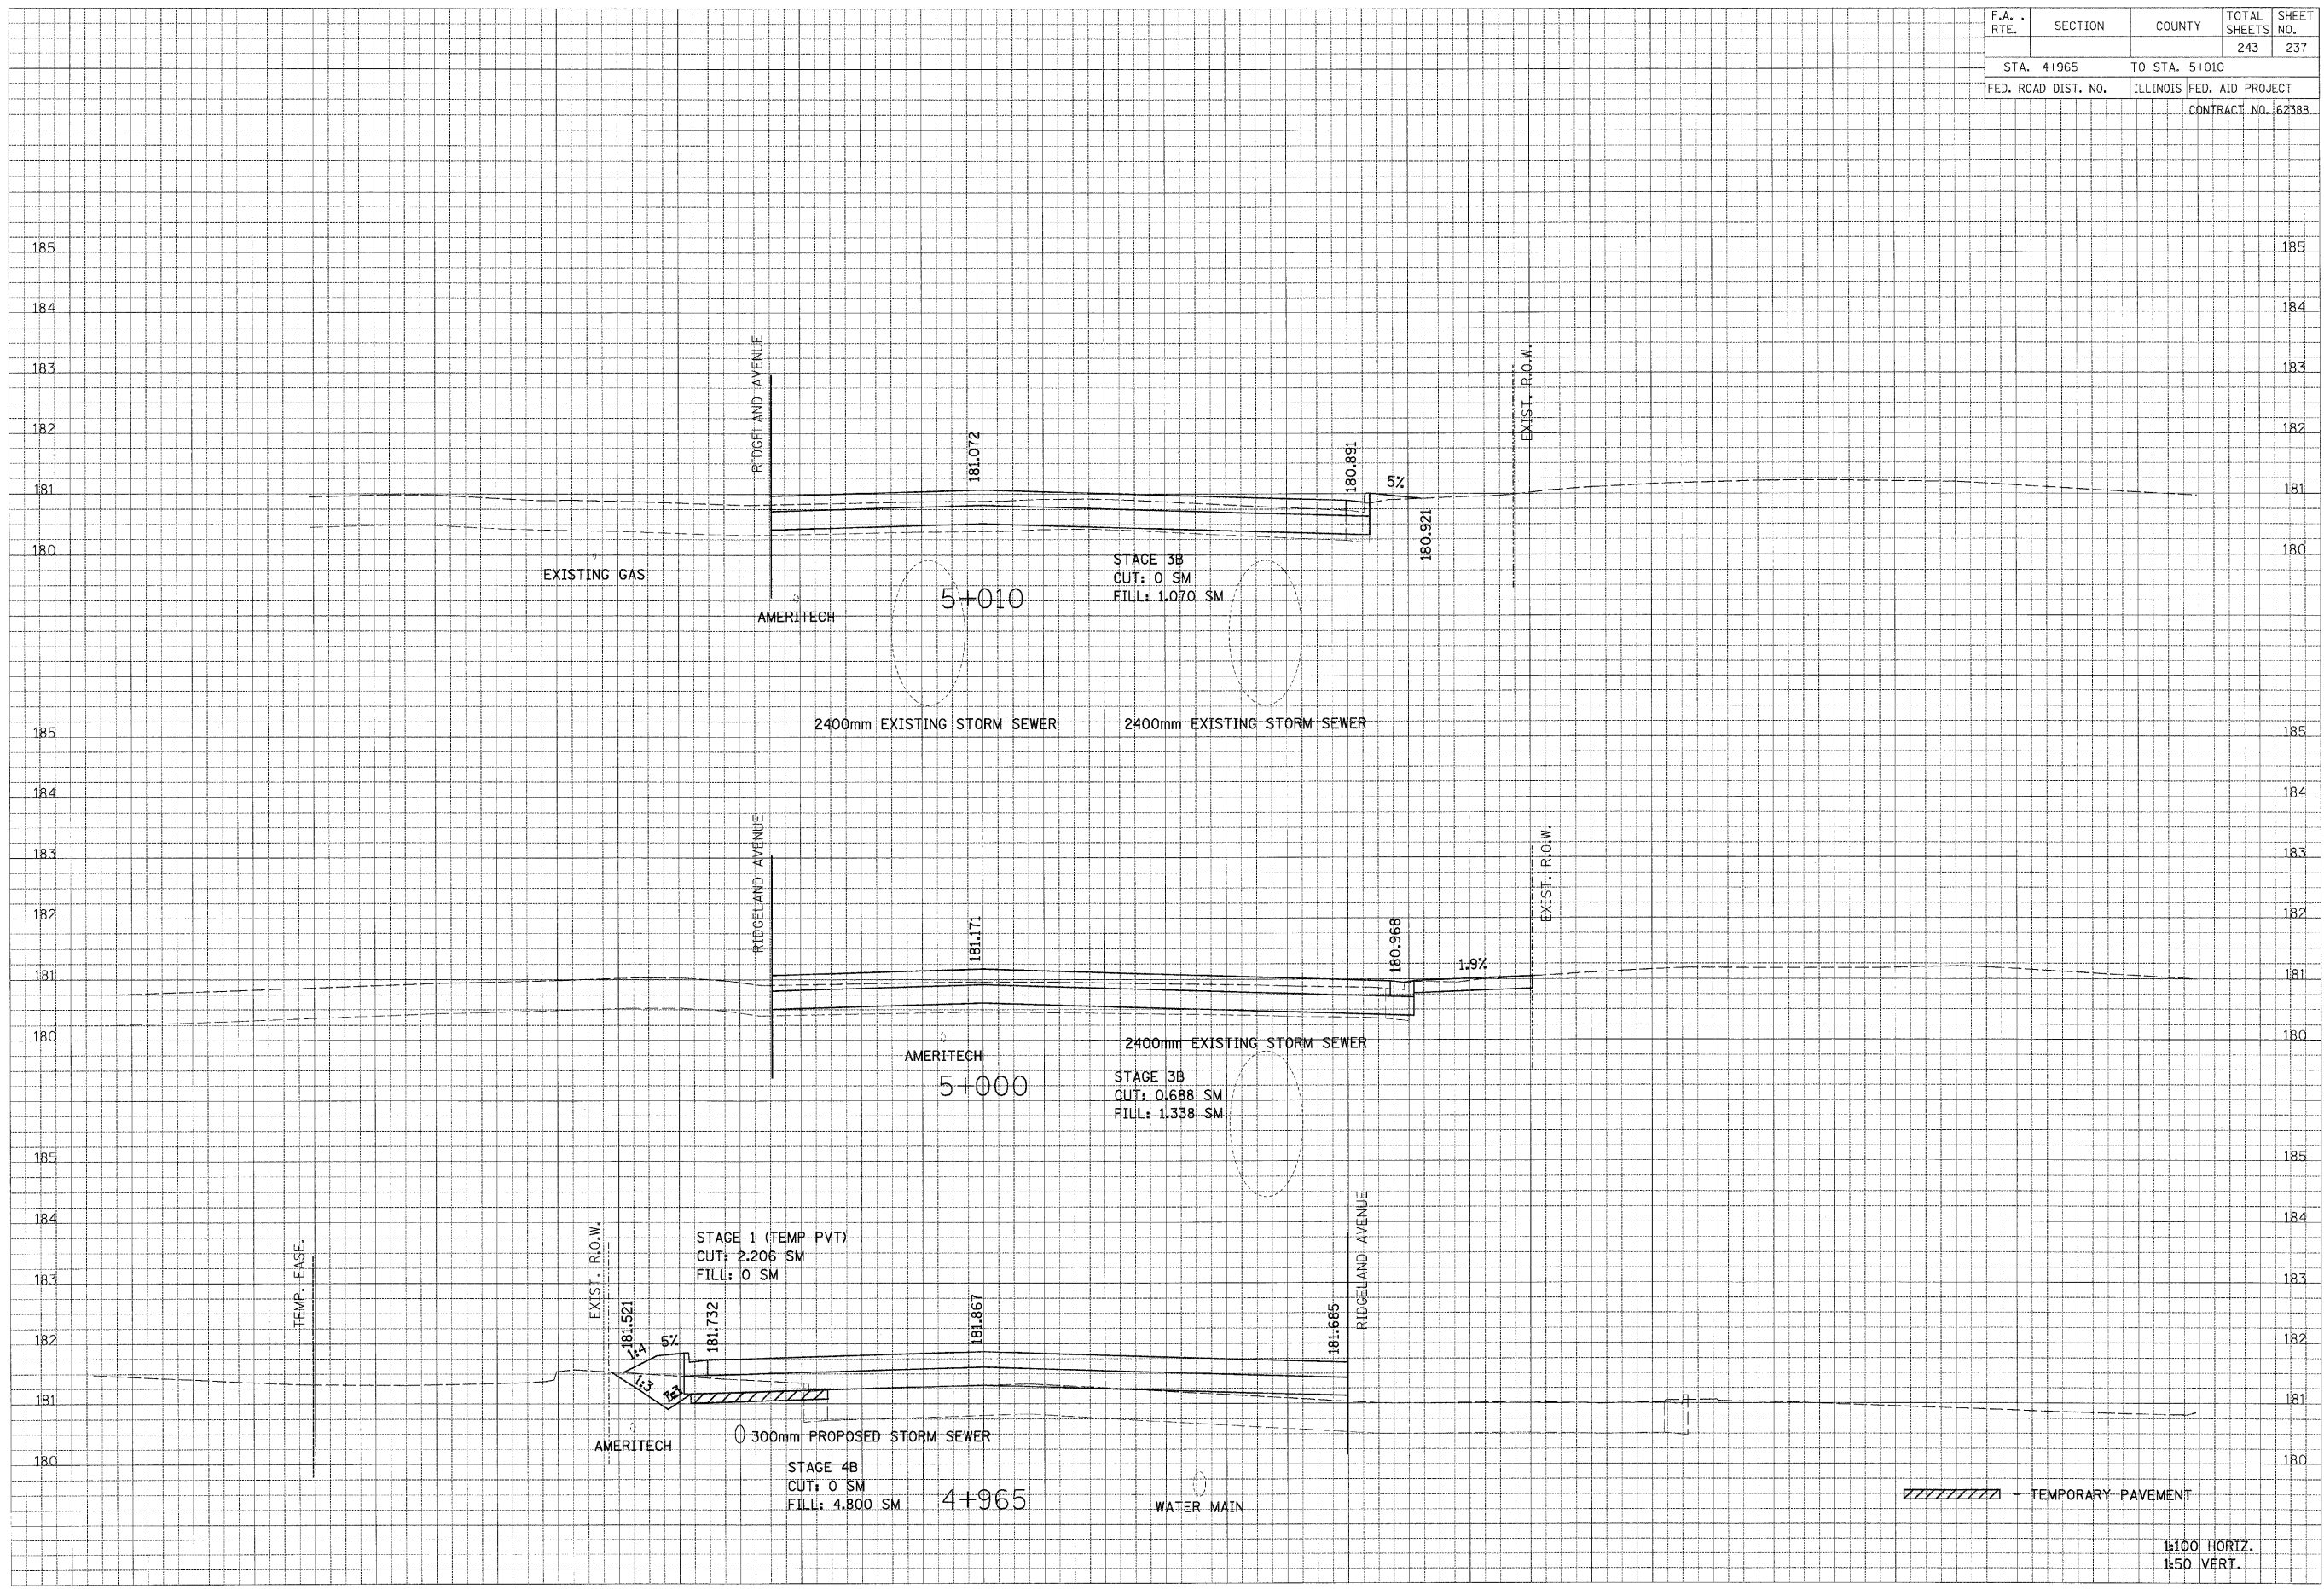 F.A. . RTE. SECTION COUNTY TOTAL SHEETS SHEET NO.
243 237
STA. 4+965 TO STA. 5+010
FED. ROAD DIST. NO. ILLINOIS FED. AID PROJECT
CONTRACT NO. 62388
185 185
184 184
183 183
182 182
181 181
180 180
RIDGELAND AVENUE
181.072
180.891
5%
180.921
EXIST. R.O.W.
EXISTING GAS
AMERITECH
5+010
STAGE 3B
CUT: 0 SM
FILL: 1.070 SM
2400mm EXISTING STORM SEWER
2400mm EXISTING STORM SEWER
185 185
184 184
183 183
182 182
181 181
180 180
RIDGELAND AVENUE
181.171
180.968
1.9%
EXIST. R.O.W.
AMERITECH
5+000
2400mm EXISTING STORM SEWER
STAGE 3B
CUT: 0.688 SM
FILL: 1.338 SM
185 185
184 184
183 183
182 182
181 181
180 180
TEMP. EASE.
EXIST. R.O.W.
STAGE 1 (TEMP PVT)
CUT: 2.206 SM
FILL: 0 SM
181.521
1:4
5%
181.732
181.867
181.685
RIDGELAND AVENUE
1:3
AMERITECH
300mm PROPOSED STORM SEWER
STAGE 4B
CUT: 0 SM
FILL: 4.800 SM
4+965
WATER MAIN
- TEMPORARY PAVEMENT
1:100 HORIZ.
1:50 VERT.